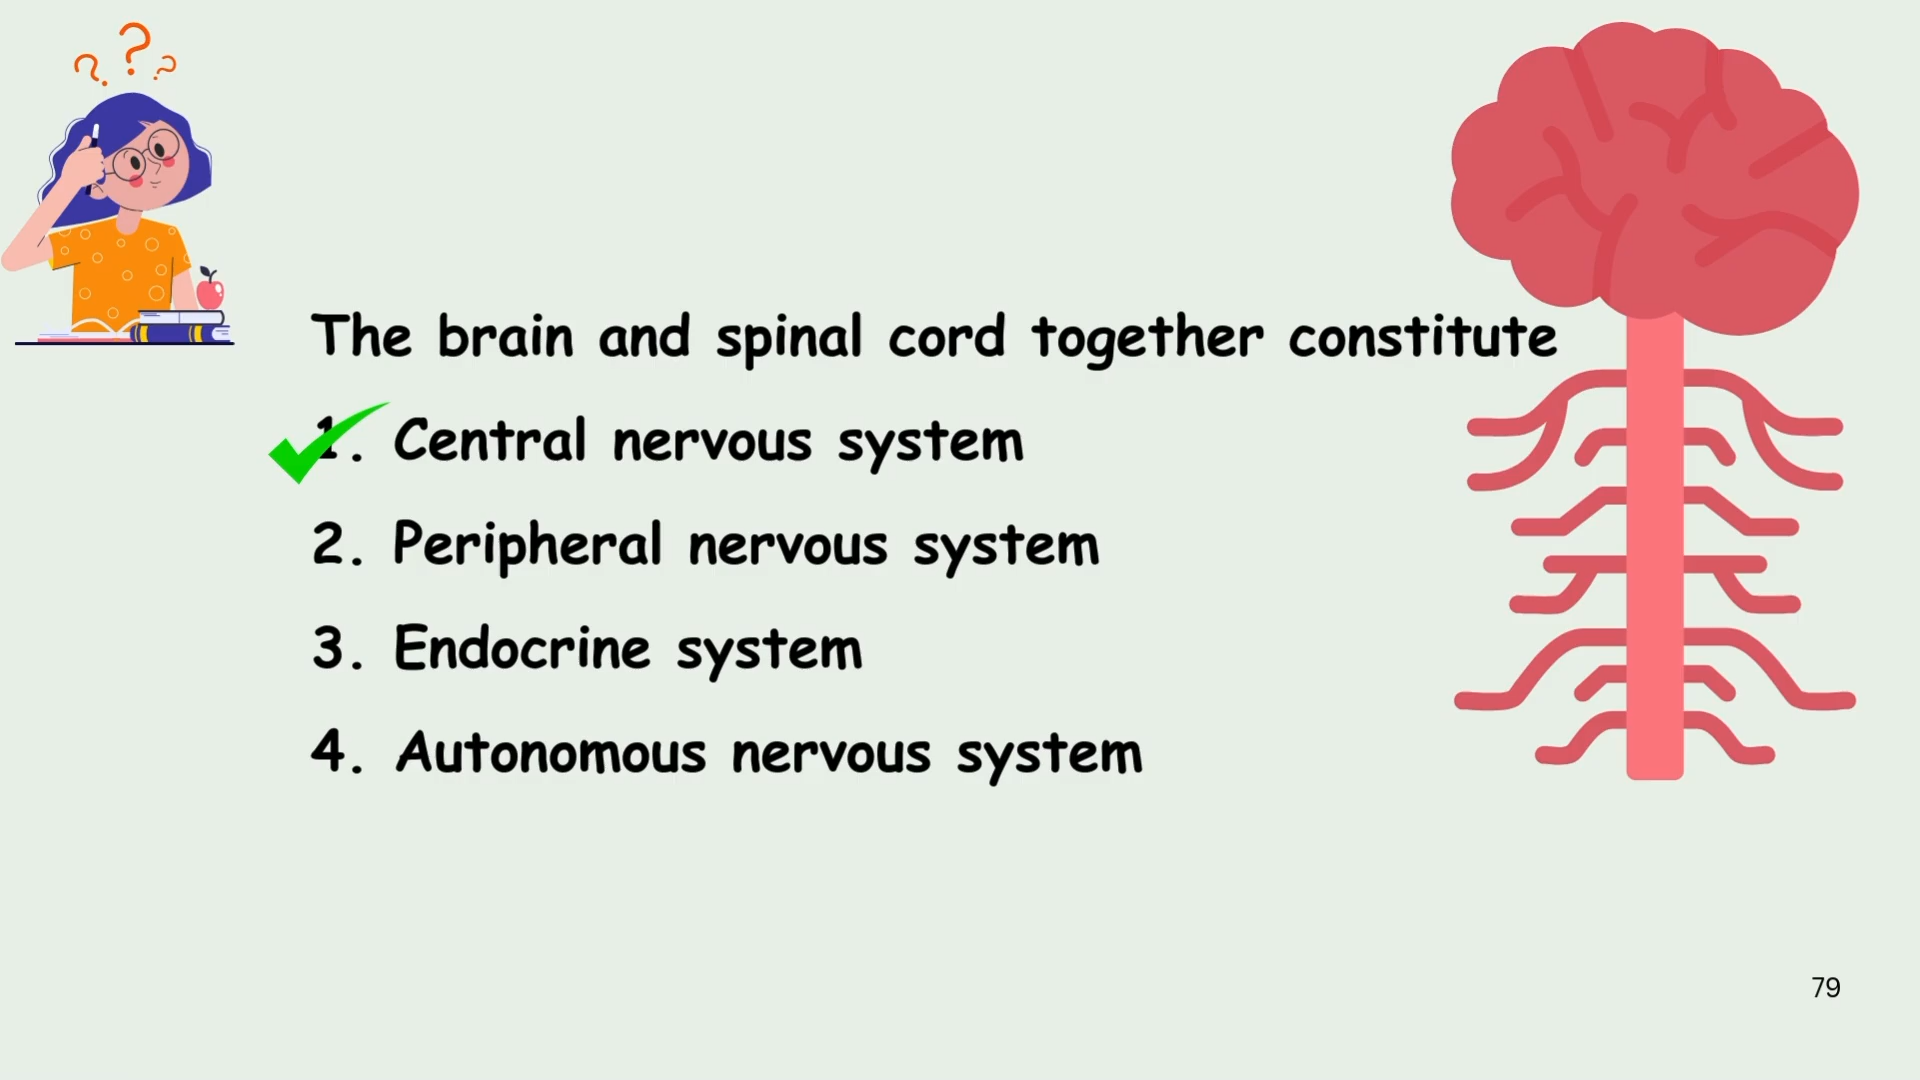 The brain and spinal cord together constitute
1. Central nervous system
2. Peripheral nervous system
3. Endocrine system
4. Autonomous nervous system
79